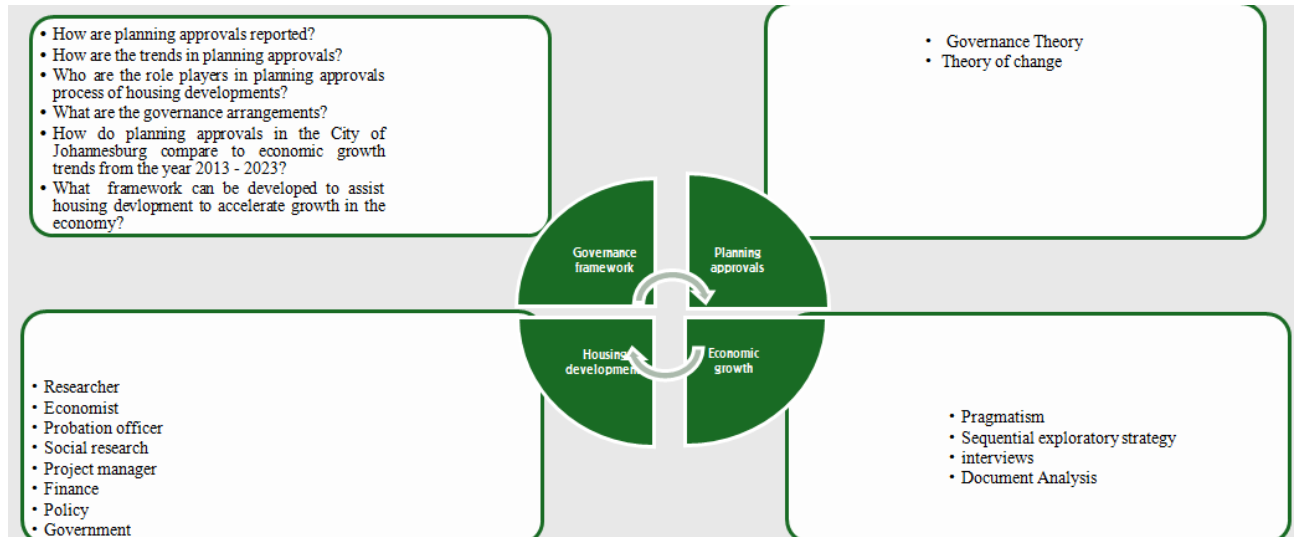 • How are planning approvals reported?
• How are the trends in planning approvals?
• Who are the role players in planning approvals
process of housing developments?
• What are the governance arrangements?
• How do planning approvals in the City of
Johannesburg compare to economic growth
trends from the year 2013 - 2023?
• What framework can be developed to assist
housing devlopment to accelerate growth in the
economy?
• Governance Theory
• Theory of change
Governance
framework
Planning
approvals
Housing
development
Economic
growth
• Researcher
• Economist
• Probation officer
• Social research
• Project manager
• Finance
• Policy
• Government
• Pragmatism
• Sequential exploratory strategy
• interviews
• Document Analysis